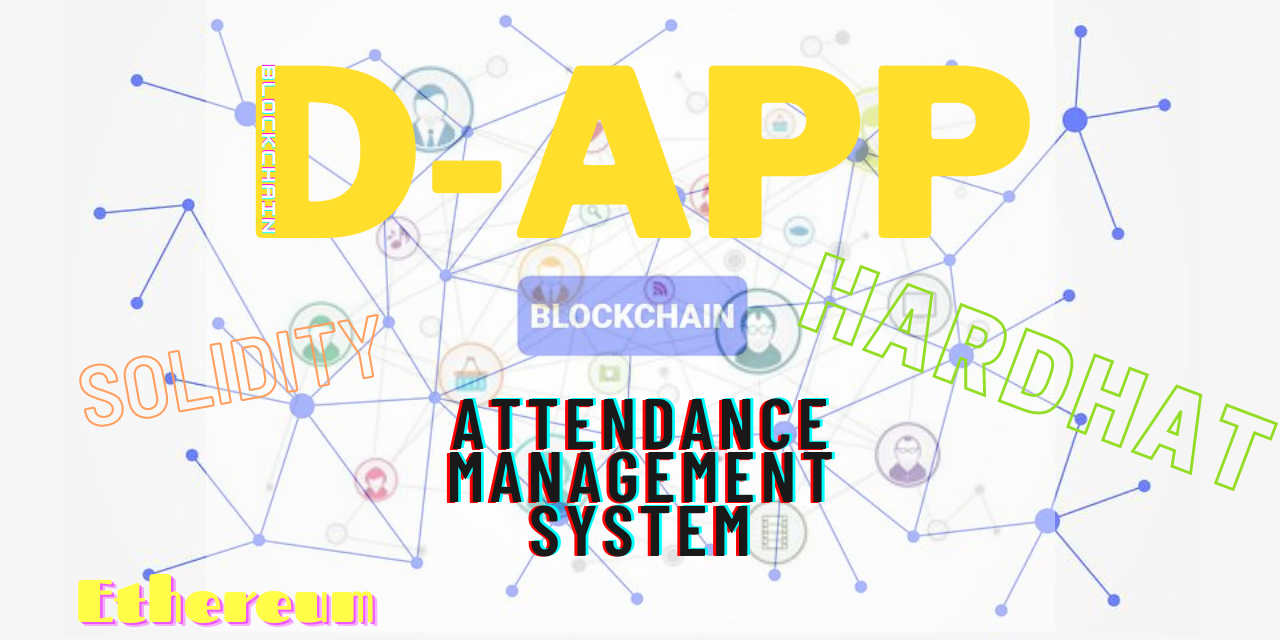 BLOCKCHAIN
D-APP
BLOCKCHAIN
SOLIDITY
HARDHAT
ATTENDANCE
MANAGEMENT
SYSTEM
Ethereum